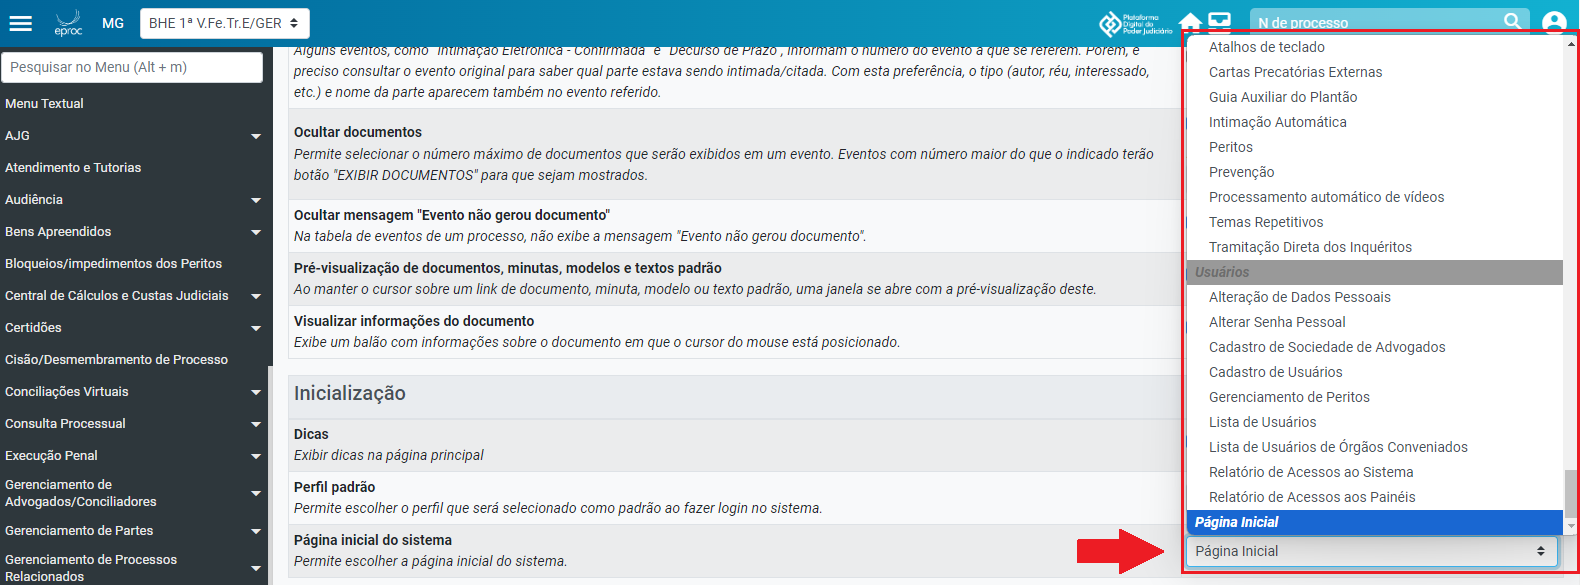 eproc
MG
BHE 1ª V.Fe.Tr.E/GER
Plataforma
Digital do
Poder Judiciário
N de processo
Pesquisar no Menu (Alt + m)
Menu Textual
AJG
Atendimento e Tutorias
Audiência
Bens Apreendidos
Bloqueios/impedimentos dos Peritos
Central de Cálculos e Custas Judiciais
Certidões
Cisão/Desmembramento de Processo
Conciliações Virtuais
Consulta Processual
Execução Penal
Gerenciamento de
Advogados/Conciliadores
Gerenciamento de Partes
Gerenciamento de Processos
Relacionados
Alguns eventos, como "Intimação Eletrônica - Confirmada" e "Decurso de Prazo", informam o número do evento a que se referem. Porém, é
preciso consultar o evento original para saber qual parte estava sendo intimada/citada. Com esta preferência, o tipo (autor, réu, interessado,
etc.) e nome da parte aparecem também no evento referido.
Ocultar documentos
Permite selecionar o número máximo de documentos que serão exibidos em um evento. Eventos com número maior do que o indicado terão
botão "EXIBIR DOCUMENTOS" para que sejam mostrados.
Ocultar mensagem "Evento não gerou documento"
Na tabela de eventos de um processo, não exibe a mensagem "Evento não gerou documento".
Pré-visualização de documentos, minutas, modelos e textos padrão
Ao manter o cursor sobre um link de documento, minuta, modelo ou texto padrão, uma janela se abre com a pré-visualização deste.
Visualizar informações do documento
Exibe um balão com informações sobre o documento em que o cursor do mouse está posicionado.
Inicialização
Dicas
Exibir dicas na página principal
Perfil padrão
Permite escolher o perfil que será selecionado como padrão ao fazer login no sistema.
Página inicial do sistema
Permite escolher a página inicial do sistema.
Atalhos de teclado
Cartas Precatórias Externas
Guia Auxiliar do Plantão
Intimação Automática
Peritos
Prevenção
Processamento automático de vídeos
Temas Repetitivos
Tramitação Direta dos Inquéritos
Usuários
Alteração de Dados Pessoais
Alterar Senha Pessoal
Cadastro de Sociedade de Advogados
Cadastro de Usuários
Gerenciamento de Peritos
Lista de Usuários
Lista de Usuários de Órgãos Conveniados
Relatório de Acessos ao Sistema
Relatório de Acessos aos Painéis
Página Inicial
Página Inicial